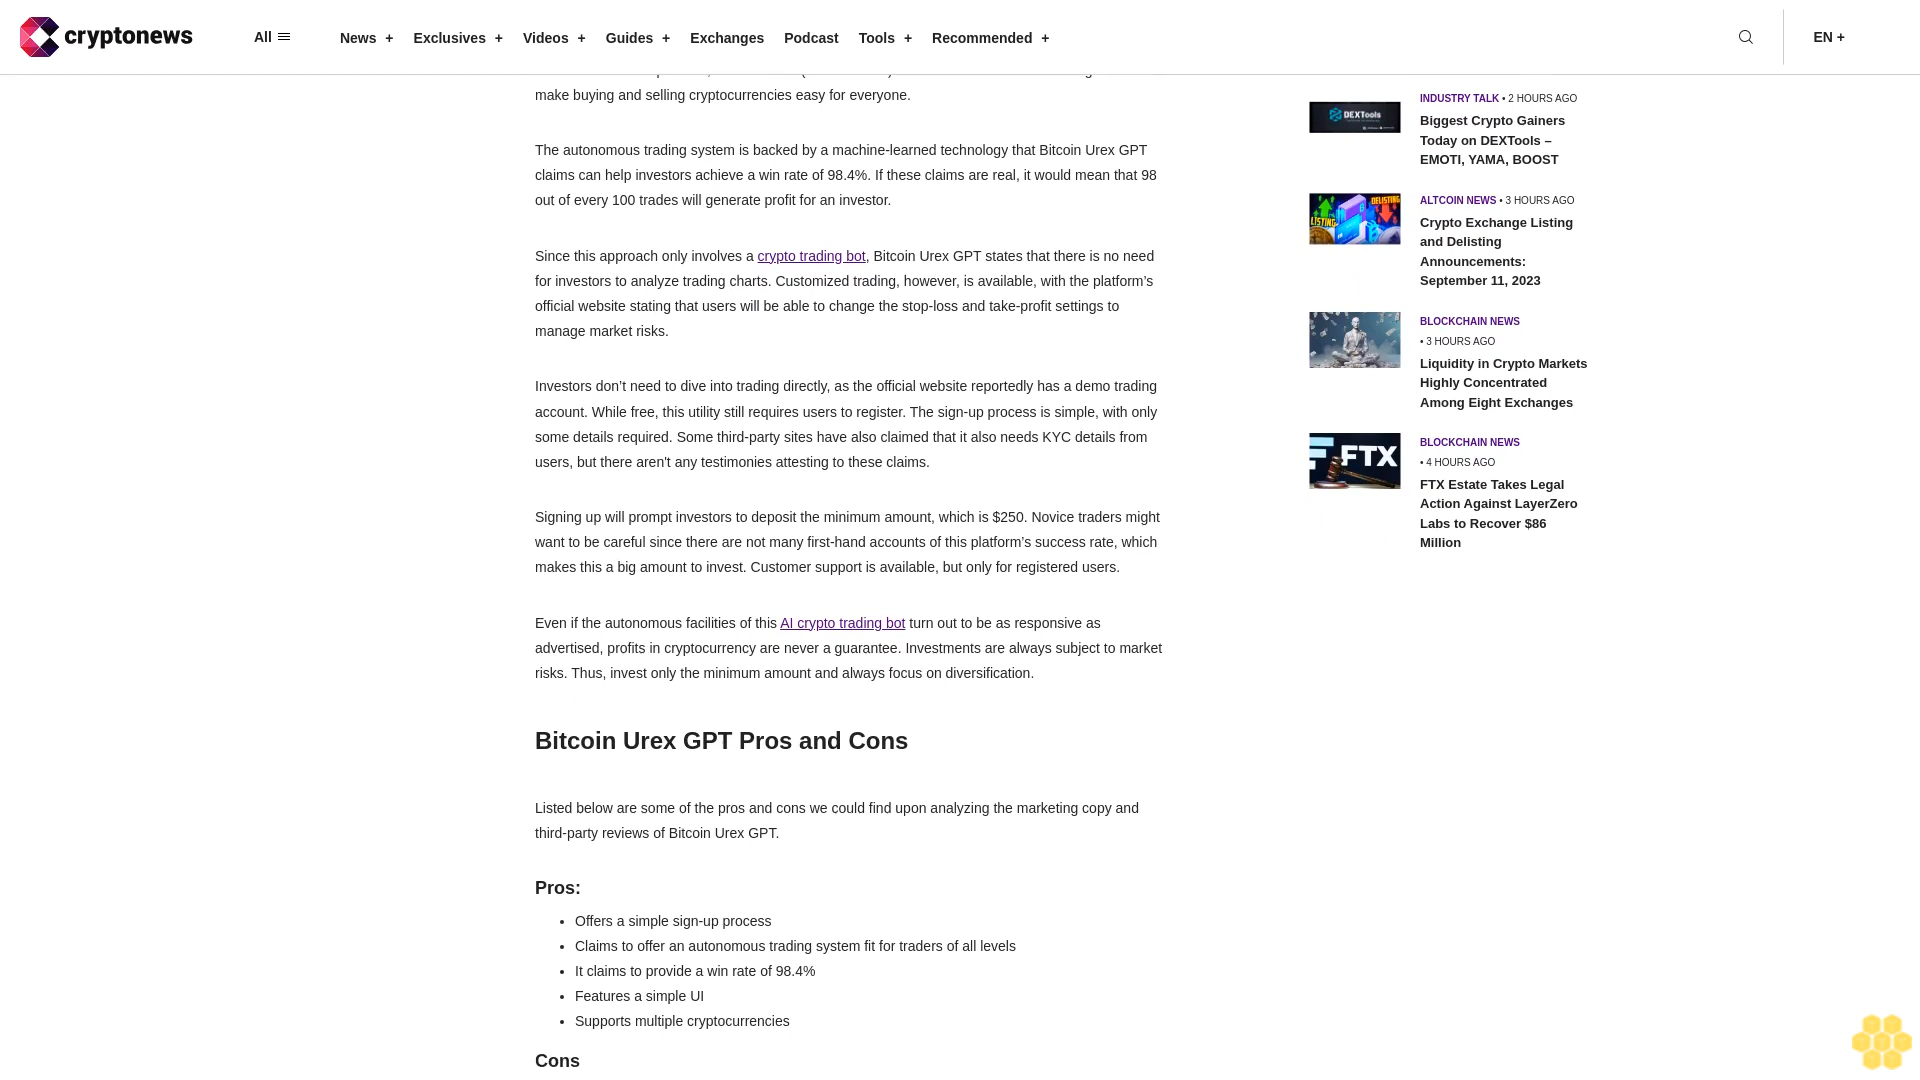 cryptonews
All
News +
Exclusives +
Videos +
Guides +
Exchanges
Podcast
Tools +
Recommended +
EN +
make buying and selling cryptocurrencies easy for everyone.
The autonomous trading system is backed by a machine-learned technology that Bitcoin Urex GPT
claims can help investors achieve a win rate of 98.4%. If these claims are real, it would mean that 98
out of every 100 trades will generate profit for an investor.
Since this approach only involves a crypto trading bot, Bitcoin Urex GPT states that there is no need
for investors to analyze trading charts. Customized trading, however, is available, with the platform’s
official website stating that users will be able to change the stop-loss and take-profit settings to
manage market risks.
Investors don’t need to dive into trading directly, as the official website reportedly has a demo trading
account. While free, this utility still requires users to register. The sign-up process is simple, with only
some details required. Some third-party sites have also claimed that it also needs KYC details from
users, but there aren't any testimonies attesting to these claims.
Signing up will prompt investors to deposit the minimum amount, which is $250. Novice traders might
want to be careful since there are not many first-hand accounts of this platform’s success rate, which
makes this a big amount to invest. Customer support is available, but only for registered users.
Even if the autonomous facilities of this AI crypto trading bot turn out to be as responsive as
advertised, profits in cryptocurrency are never a guarantee. Investments are always subject to market
risks. Thus, invest only the minimum amount and always focus on diversification.
Bitcoin Urex GPT Pros and Cons
Listed below are some of the pros and cons we could find upon analyzing the marketing copy and
third-party reviews of Bitcoin Urex GPT.
Pros:
• Offers a simple sign-up process
• Claims to offer an autonomous trading system fit for traders of all levels
• It claims to provide a win rate of 98.4%
• Features a simple UI
• Supports multiple cryptocurrencies
Cons
DEXTools
INDUSTRY TALK • 2 HOURS AGO
Biggest Crypto Gainers
Today on DEXTools –
EMOTI, YAMA, BOOST
LISTING
DELISTING
ALTCOIN NEWS • 3 HOURS AGO
Crypto Exchange Listing
and Delisting
Announcements:
September 11, 2023
BLOCKCHAIN NEWS
• 3 HOURS AGO
Liquidity in Crypto Markets
Highly Concentrated
Among Eight Exchanges
FTX
BLOCKCHAIN NEWS
• 4 HOURS AGO
FTX Estate Takes Legal
Action Against LayerZero
Labs to Recover $86
Million